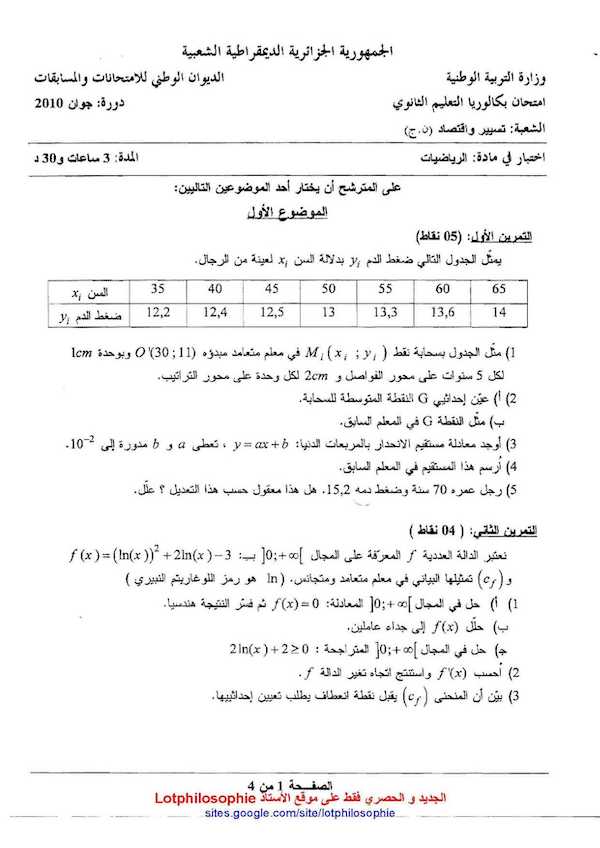 الجمهورية الجزائرية الديمقراطية الشعبية
وزارة التربية الوطنية الديوان الوطني للامتحانات والمسابقات
امتحان بكالوريا التعليم الثانوي دورة: جوان 2010
الشعبة: تسيير واقتصاد (ن.ج)
اختبار في مادة: الرياضيات المدة: 3 ساعات و30 د
على المترشح أن يختار أحد الموضوعين التاليين:
الموضوع الأول
التمرين الأول: (05 نقاط)
يمثّل الجدول التالي ضغط الدم y_i بدلالة السن x_i لعينة من الرجال.
السن x_i 35 40 45 50 55 60 65
ضغط الدم y_i 12,2 12,4 12,5 13 13,3 13,6 14
1) مثّل الجدول بسحابة نقط M_i(x_i ; y_i) في معلم متعامد مبدؤه O'(30;11) وبوحدة 1cm
لكل 5 سنوات على محور الفواصل و 2cm لكل وحدة على محور التراتيب.
2) أ) عيّن إحداثيي G النقطة المتوسطة للسحابة.
ب) مثّل النقطة G في المعلم السابق.
3) أوجد معادلة مستقيم الانحدار بالمربعات الدنيا: y = ax + b ، تعطى a و b مدورة إلى 10⁻².
4) أرسم هذا المستقيم في المعلم السابق.
5) رجل عمره 70 سنة وضغط دمه 15,2. هل هذا معقول حسب هذا التعديل ؟ علّل.
التمرين الثاني: ( 04 نقاط )
نعتبر الدالة العددية f المعرّفة على المجال ]0;+∞[ بـ: f(x) = (ln(x))² + 2ln(x) − 3
و (c_f) تمثيلها البياني في معلم متعامد ومتجانس. ( ln هو رمز اللوغاريتم النيبيري )
1) أ) حل في المجال ]0;+∞[ المعادلة: f(x) = 0 ثم فسّر النتيجة هندسيا.
ب) حلّل f(x) إلى جداء عاملين.
ج) حل في المجال ]0;+∞[ المتراجحة : 2ln(x) + 2 ≥ 0
2) أحسب f'(x) واستنتج اتجاه تغير الدالة f .
3) بيّن أن المنحنى (c_f) يقبل نقطة انعطاف يطلب تعيين إحداثييها.
الصفحة 1 من 4
الجديد و الحصري فقط على موقع الأستاذ Lotphilosophie
sites.google.com/site/lotphilosophie